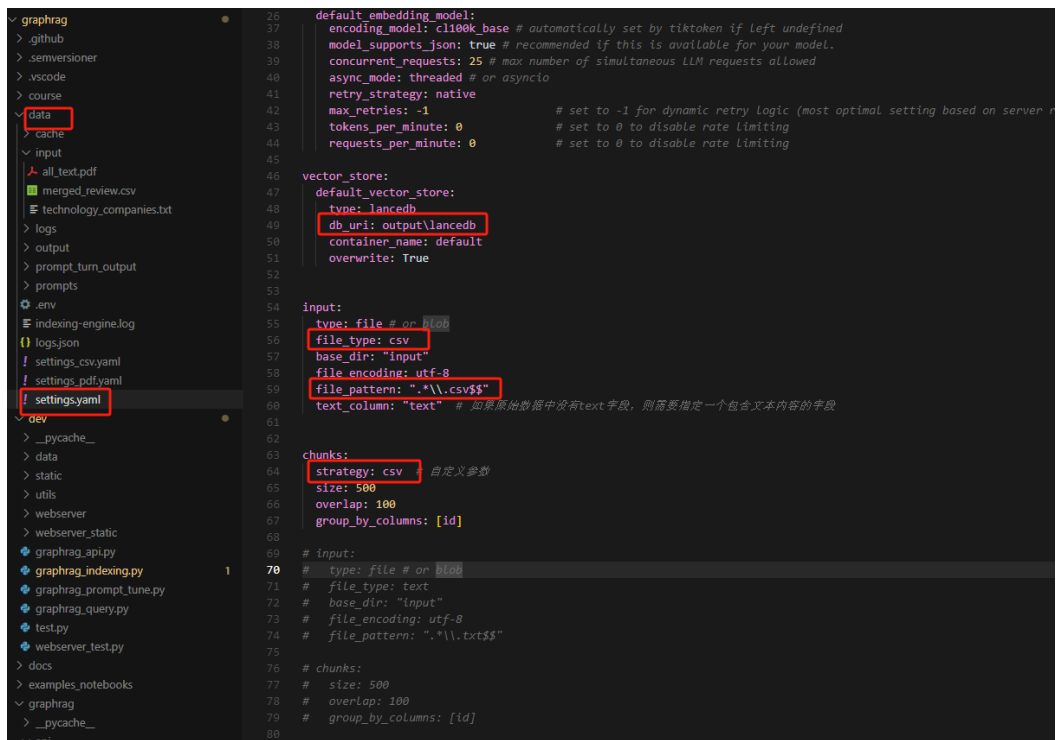 graphrag
.github
.semversioner
.vscode
course
data
cache
input
all_text.pdf
merged_review.csv
technology_companies.txt
logs
output
prompt_turn_output
prompts
.env
indexing-engine.log
logs.json
settings_csv.yaml
settings_pdf.yaml
settings.yaml
dev
__pycache__
data
static
utils
webserver
webserver_static
graphrag_api.py
graphrag_indexing.py 1
graphrag_prompt_tune.py
graphrag_query.py
test.py
webserver_test.py
docs
examples_notebooks
graphrag
__pycache__
26 default_embedding_model:
37 encoding_model: cl100k_base # automatically set by tiktoken if left undefined
38 model_supports_json: true # recommended if this is available for your model.
39 concurrent_requests: 25 # max number of simultaneous LLM requests allowed
40 async_mode: threaded # or asyncio
41 retry_strategy: native
42 max_retries: -1 # set to -1 for dynamic retry logic (most optimal setting based on server r
43 tokens_per_minute: 0 # set to 0 to disable rate limiting
44 requests_per_minute: 0 # set to 0 to disable rate limiting
45
46 vector_store:
47 default_vector_store:
48 type: lancedb
49 db_uri: output\lancedb
50 container_name: default
51 overwrite: True
52
53
54 input:
55 type: file # or blob
56 file_type: csv
57 base_dir: "input"
58 file_encoding: utf-8
59 file_pattern: ".*\\.csv$$"
60 text_column: "text" # 如果原始数据中没有text字段，则需要指定一个包含文本内容的字段
61
62
63 chunks:
64 strategy: csv # 自定义参数
65 size: 500
66 overlap: 100
67 group_by_columns: [id]
68
69 # input:
70 # type: file # or blob
71 # file_type: text
72 # base_dir: "input"
73 # file_encoding: utf-8
74 # file_pattern: ".*\\.txt$$"
75
76 # chunks:
77 # size: 500
78 # overlap: 100
79 # group_by_columns: [id]
80